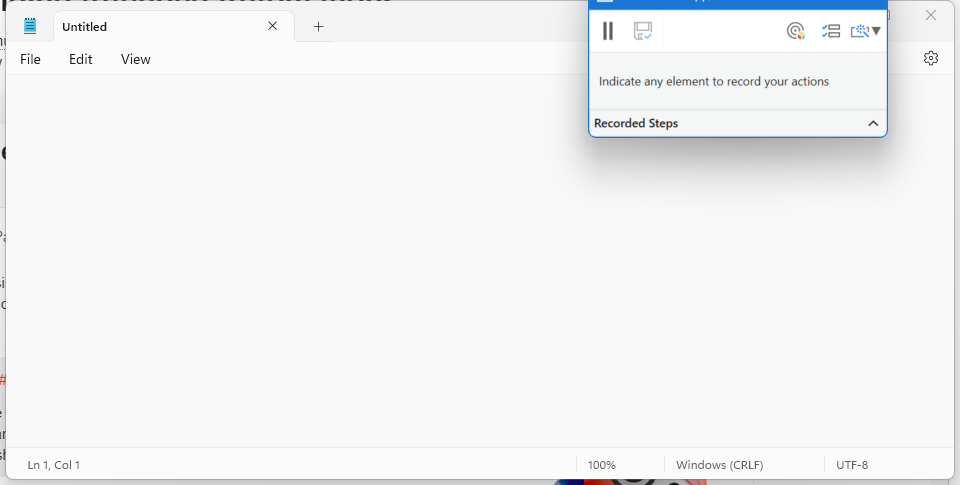 Untitled
File Edit View
Indicate any element to record your actions
Recorded Steps
Ln 1, Col 1
100%
Windows (CRLF)
UTF-8